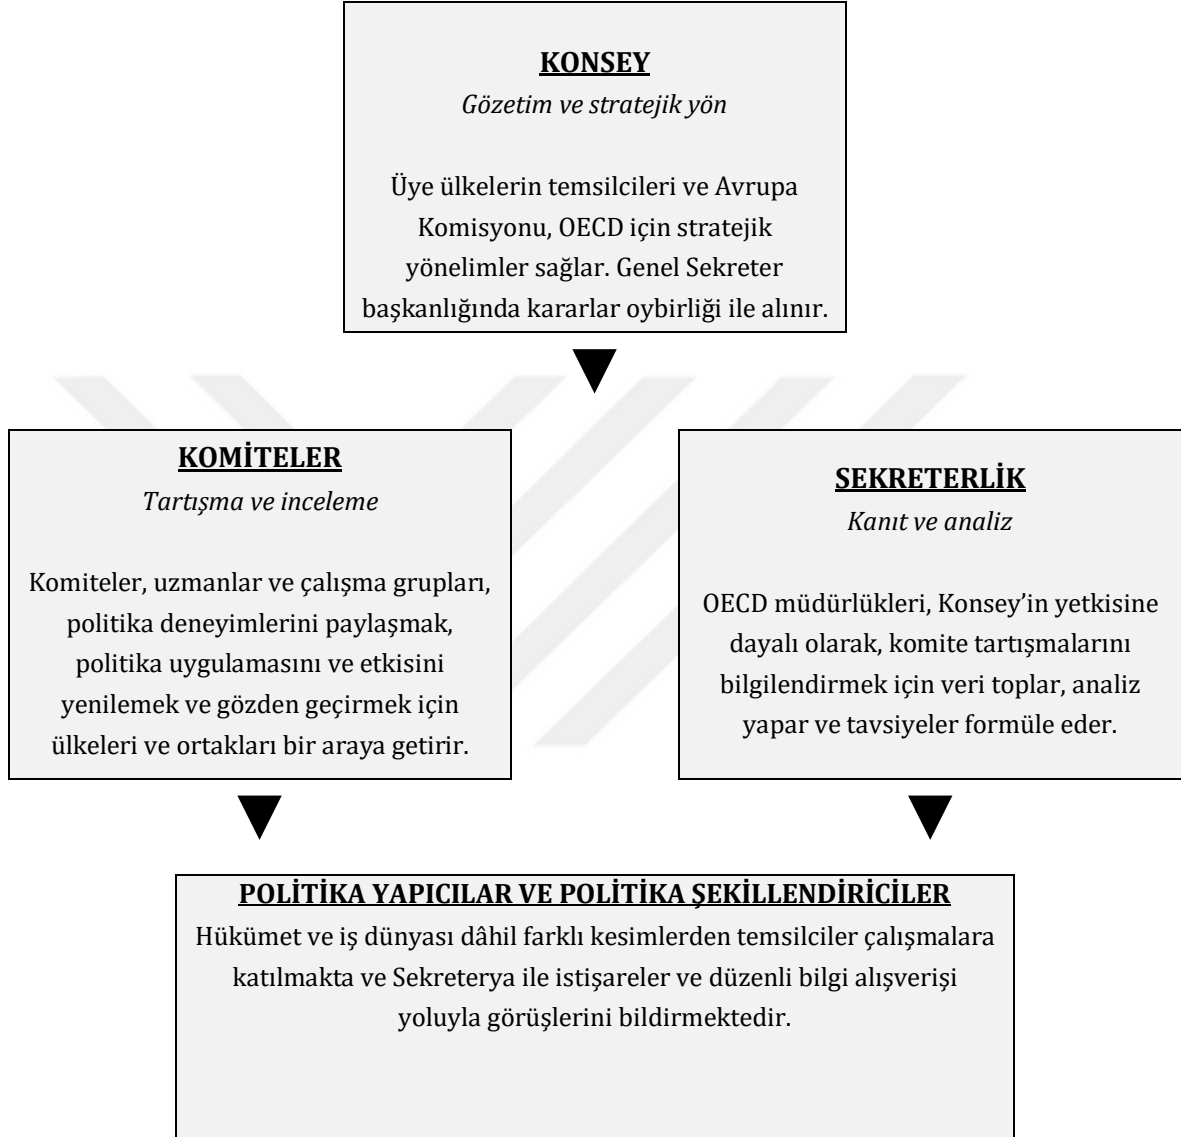 KONSEY
Gözetim ve stratejik yön
Üye ülkelerin temsilcileri ve Avrupa
Komisyonu, OECD için stratejik
yönelimler sağlar. Genel Sekreter
başkanlığında kararlar oybirliği ile alınır.
KOMİTELER
Tartışma ve inceleme
Komiteler, uzmanlar ve çalışma grupları,
politika deneyimlerini paylaşmak,
politika uygulamasını ve etkisini
yenilemek ve gözden geçirmek için
ülkeleri ve ortakları bir araya getirir.
SEKRETERLİK
Kanıt ve analiz
OECD müdürlükleri, Konsey’in yetkisine
dayalı olarak, komite tartışmalarını
bilgilendirmek için veri toplar, analiz
yapar ve tavsiyeler formüle eder.
POLİTİKA YAPICILAR VE POLİTİKA ŞEKİLLENDİRİCİLER
Hükümet ve iş dünyası dâhil farklı kesimlerden temsilciler çalışmalara
katılmakta ve Sekreterya ile istişareler ve düzenli bilgi alışverişi
yoluyla görüşlerini bildirmektedir.